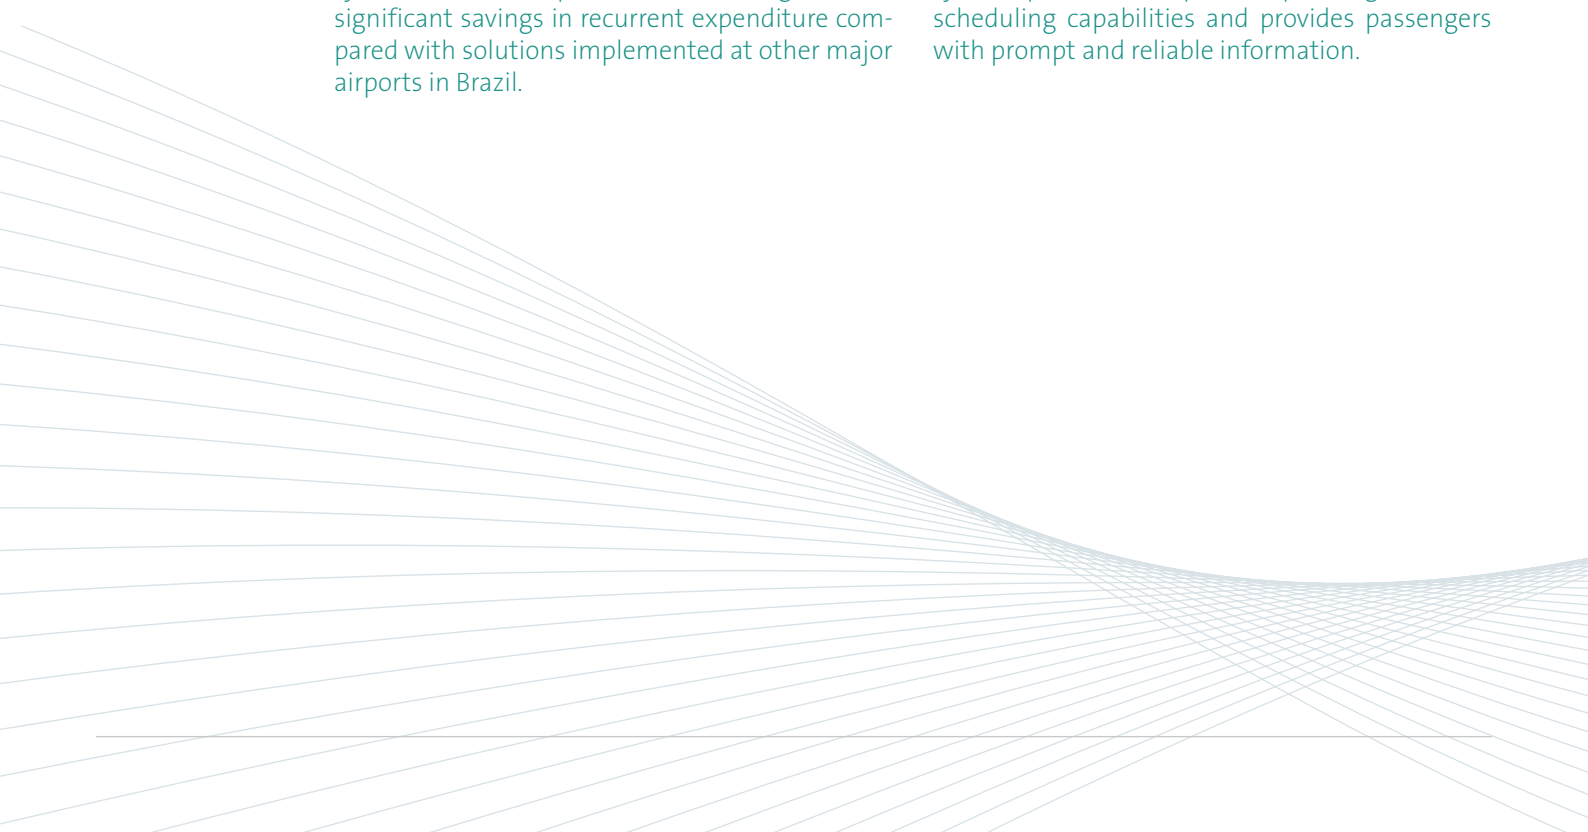 significant savings in recurrent expenditure com-
pared with solutions implemented at other major
airports in Brazil.
scheduling capabilities and provides passengers
with prompt and reliable information.